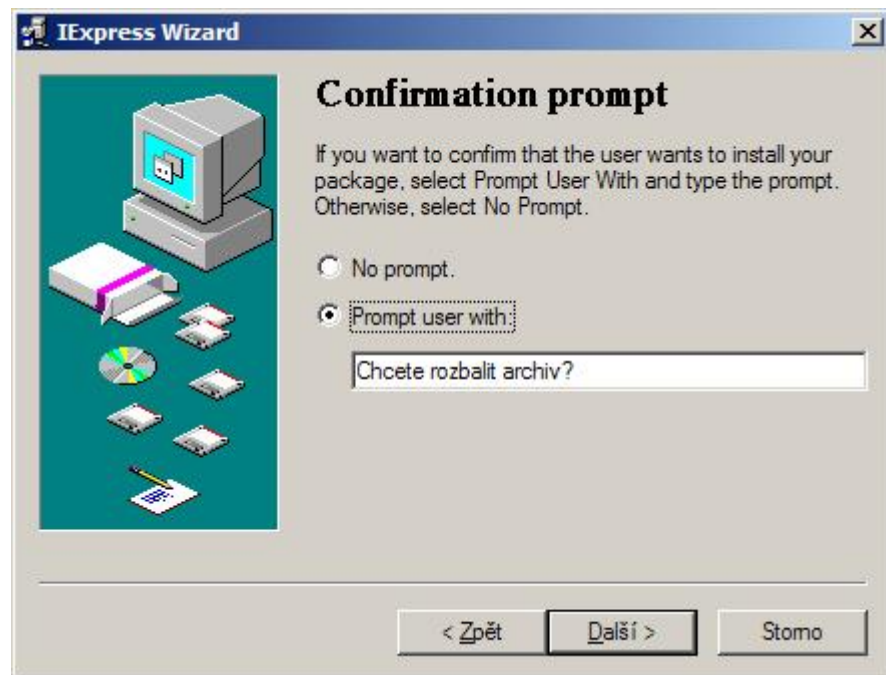 IExpress Wizard
Confirmation prompt
If you want to confirm that the user wants to install your
package, select Prompt User With and type the prompt.
Otherwise, select No Prompt.
No prompt.
Prompt user with:
Chcete rozbalit archiv?
< Zpět
Další >
Storno